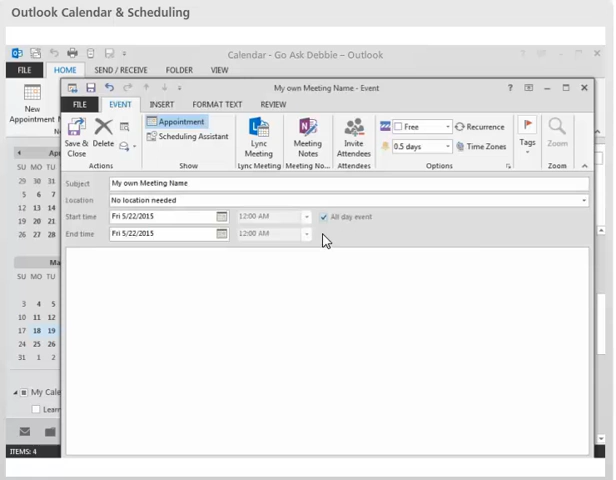 Outlook Calendar & Scheduling
Calendar - Go Ask Debbie – Outlook
FILE HOME SEND / RECEIVE FOLDER VIEW
My own Meeting Name - Event
FILE EVENT INSERT FORMAT TEXT REVIEW
New Appointment
New Meeting
Save & Close
Delete
Actions
Appointment
Scheduling Assistant
Show
Lync Meeting
Lync Meeting
Meeting Notes
Meeting No...
Invite Attendees
Attendees
Free
0.5 days
Recurrence
Time Zones
Options
Tags
Zoom
Zoom
Subject My own Meeting Name
Location No location needed
Start time Fri 5/22/2015 12:00 AM All day event
End time Fri 5/22/2015 12:00 AM
SU MO TU
29 30 31
5 6 7
12 13 14
19 20 21
26 27 28
Ma
SU MO TU
3 4 5
10 11 12
17 18 19
24 25 26
31 1 2
My Cale
Learn
ITEMS: 4